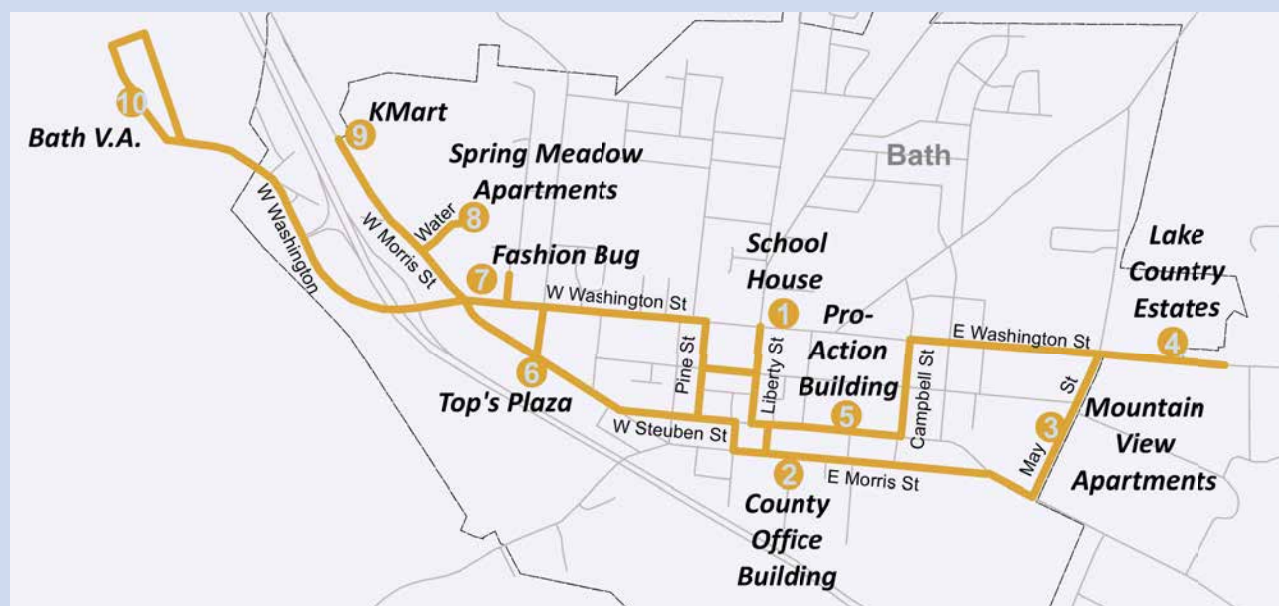 10
Bath V.A.
W Washington
9
KMart
Spring Meadow
Apartments
Water
8
W Morris St
7
Fashion Bug
W Washington St
6
Top's Plaza
Bath
School
House
1
Pine St
Liberty St
Pro-
Action
Building
5
Campbell St
E Washington St
Lake
Country
Estates
4
May St
3
Mountain
View
Apartments
W Steuben St
2
E Morris St
County
Office
Building